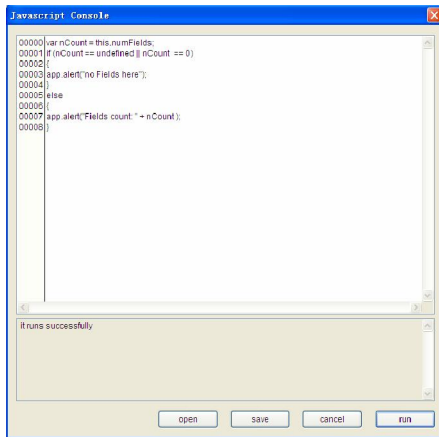 Javascript Console
00000 var nCount = this.numFields;
00001 if (nCount == undefined || nCount == 0)
00002 {
00003 app.alert("no Fields here");
00004 }
00005 else
00006 {
00007 app.alert("Fields count: " + nCount );
00008 }
it runs successfully
open save cancel run